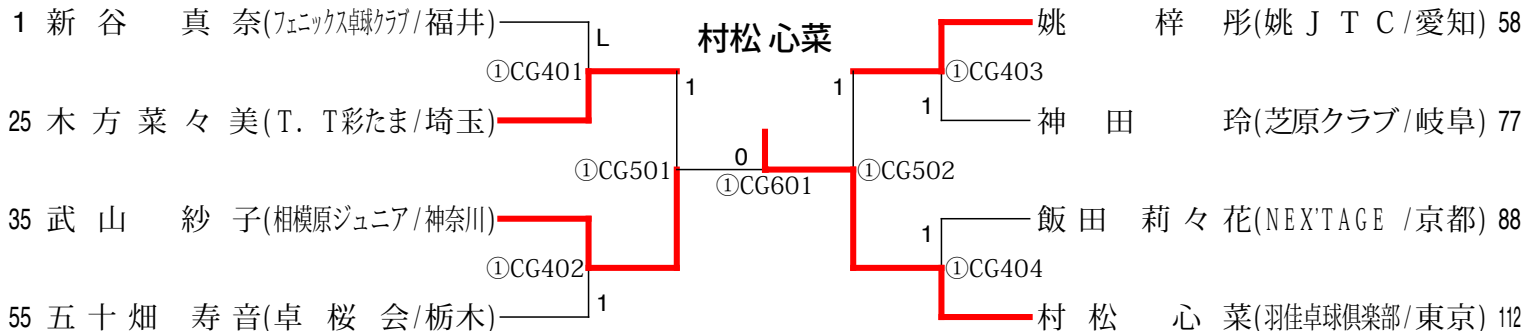 1 新谷 真奈(フェニックス卓球クラブ/福井)
L
村松 心菜
姚 梓彤(姚JTC/愛知) 58
①CG401
①CG403
1
1
1
25 木方菜々美(T.T彩たま/埼玉)
神田 玲(芝原クラブ/岐阜) 77
0
①CG501
①CG601
①CG502
35 武山 紗子(相模原ジュニア/神奈川)
飯田 莉々花(NEX'TAGE /京都) 88
1
①CG402
①CG404
1
55 五十畑 寿音(卓桜会/栃木)
村松 心菜(羽佳卓球倶楽部/東京) 112